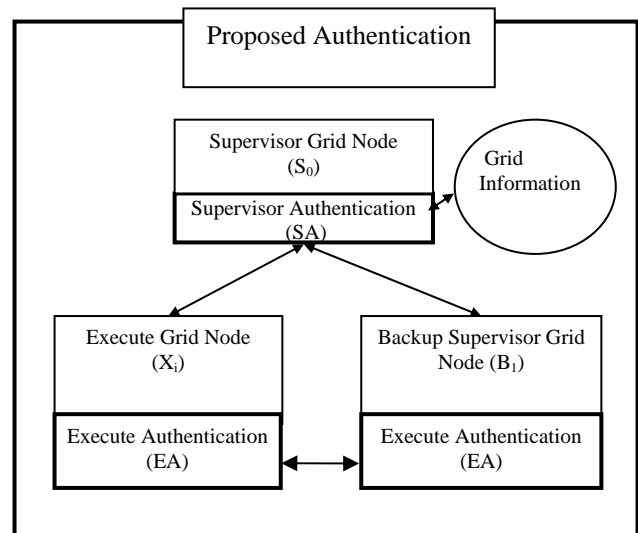 Proposed Authentication
Supervisor Grid Node
(S₀)
Supervisor Authentication
(SA)
Grid
Information
Execute Grid Node
(Xᵢ)
Execute Authentication
(EA)
Backup Supervisor Grid
Node (B₁)
Execute Authentication
(EA)